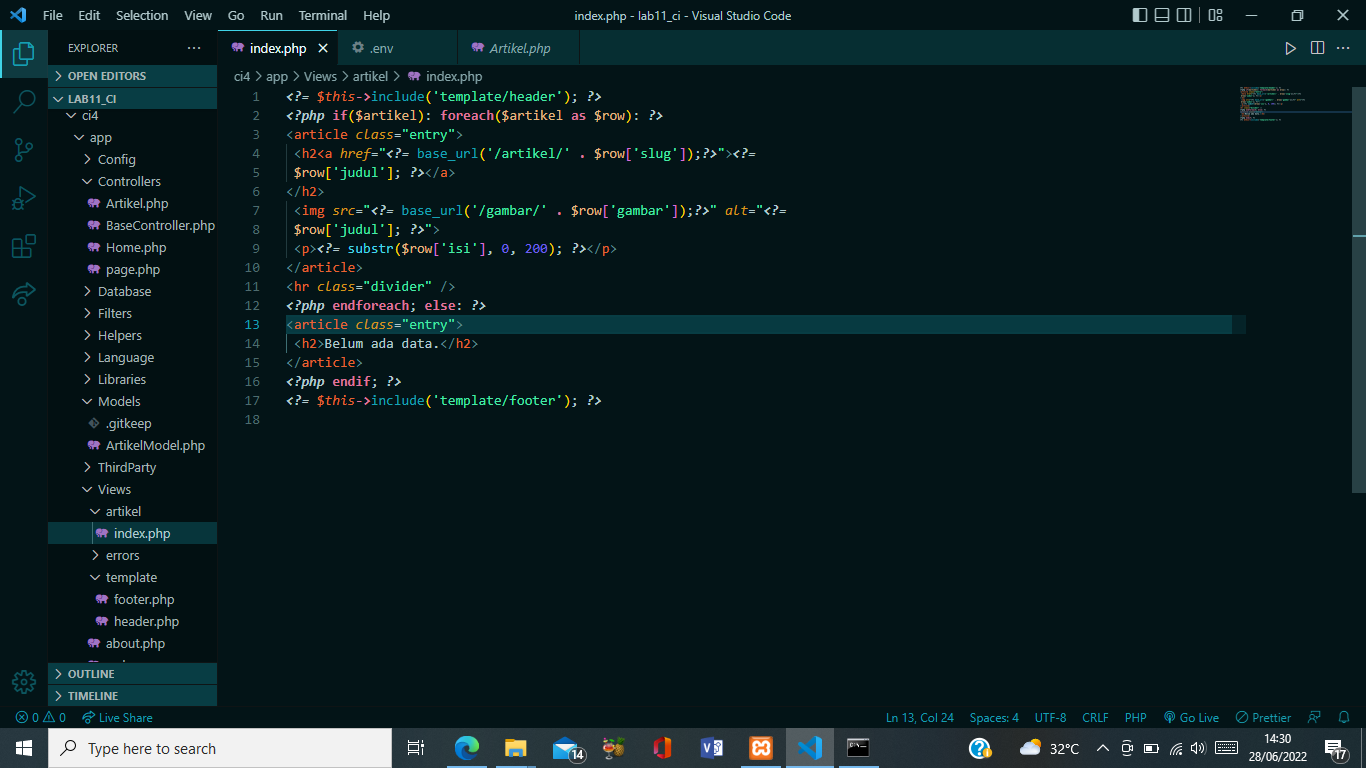 File Edit Selection View Go Run Terminal Help index.php - lab11_ci - Visual Studio Code
EXPLORER
index.php .env Artikel.php
OPEN EDITORS
ci4 > app > Views > artikel > index.php
LAB11_CI
ci4
app
Config
Controllers
Artikel.php
BaseController.php
Home.php
page.php
Database
Filters
Helpers
Language
Libraries
Models
.gitkeep
ArtikelModel.php
ThirdParty
Views
artikel
index.php
errors
template
footer.php
header.php
about.php
OUTLINE
TIMELINE
1 <?= $this->include('template/header'); ?>
2 <?php if($artikel): foreach($artikel as $row): ?>
3 <article class="entry">
4 <h2<a href="<?= base_url('/artikel/' . $row['slug']);?>"><?=
5 $row['judul']; ?></a>
6 </h2>
7 <img src="<?= base_url('/gambar/' . $row['gambar']);?>" alt="<?=
8 $row['judul']; ?>">
9 <p><?= substr($row['isi'], 0, 200); ?></p>
10 </article>
11 <hr class="divider" />
12 <?php endforeach; else: ?>
13 <article class="entry">
14 <h2>Belum ada data.</h2>
15 </article>
16 <?php endif; ?>
17 <?= $this->include('template/footer'); ?>
18
0 0 Live Share Ln 13, Col 24 Spaces: 4 UTF-8 CRLF PHP Go Live Prettier
Type here to search 14 32°C 14:30
28/06/2022 17